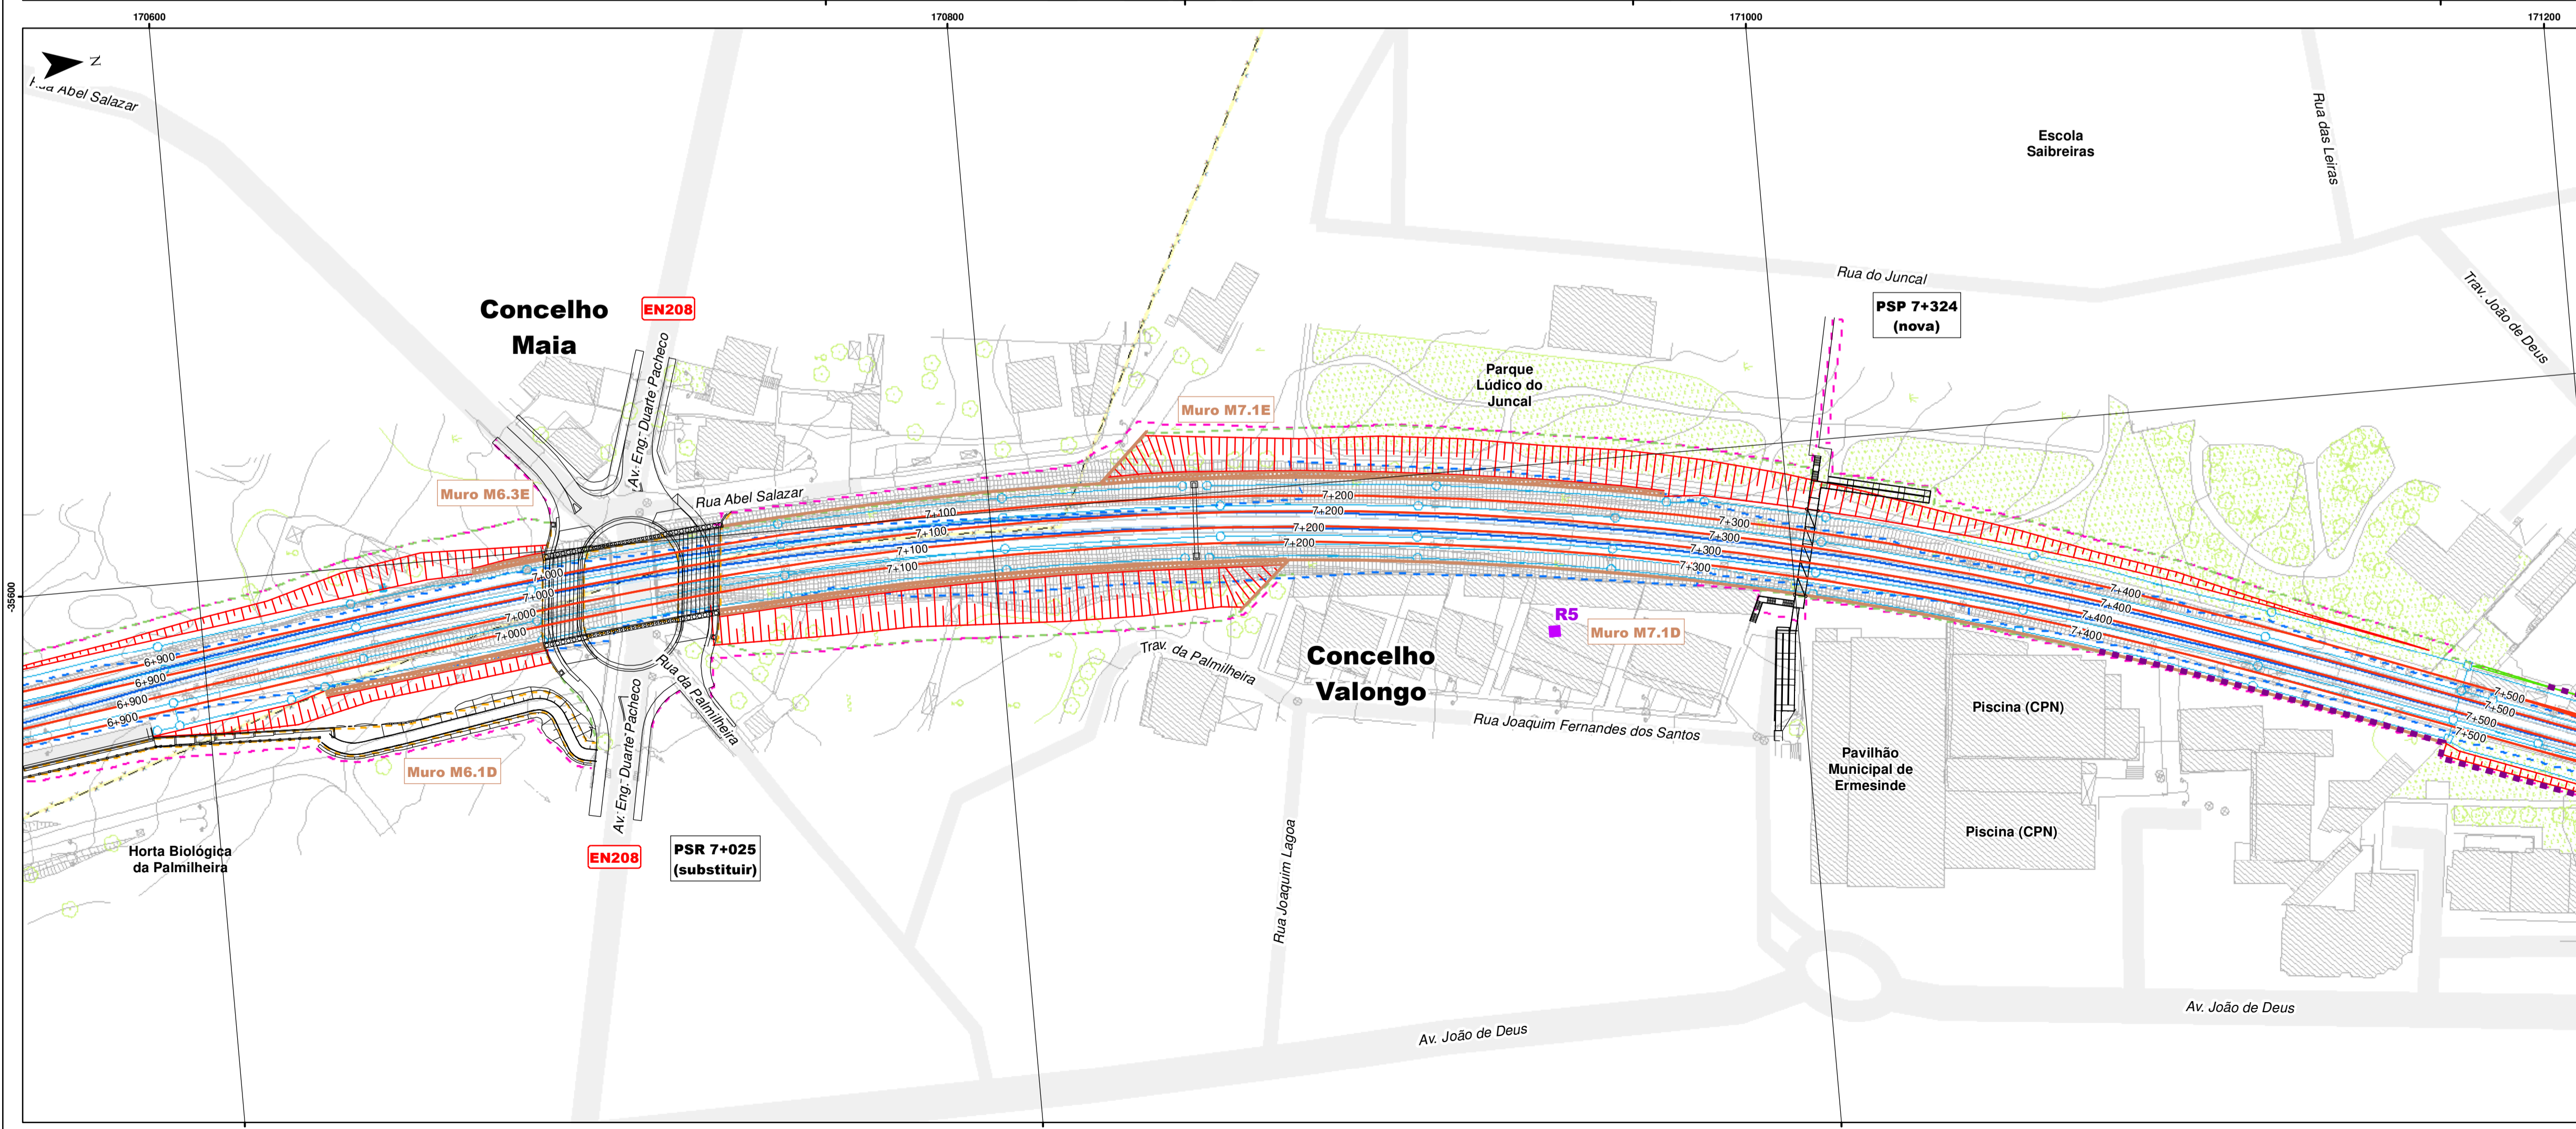 170600
170800
171000
171200
N
Rua Abel Salazar
Escola
Saibreiras
Rua das Leiras
Rua do Juncal
Trav. João de Deus
Concelho
Maia
EN208
PSP 7+324
(nova)
Av. Eng. Duarte Pacheco
Parque
Lúdico do
Juncal
Muro M7.1E
Muro M6.3E
Rua Abel Salazar
7+100
7+100
7+100
7+100
7+200
7+200
7+200
7+200
7+300
7+300
7+300
7+300
-35600
7+000
7+000
7+000
7+000
7+400
7+400
7+400
7+400
R5
Muro M7.1D
6+900
6+900
6+900
6+900
Rua da Palmilheira
Trav. da Palmilheira
Concelho
Valongo
7+500
7+500
7+500
7+500
Piscina (CPN)
Rua Joaquim Fernandes dos Santos
Muro M6.1D
Av. Eng. Duarte Pacheco
Pavilhão
Municipal de
Ermesinde
Piscina (CPN)
Horta Biológica
da Palmilheira
EN208
PSR 7+025
(substituir)
Rua Joaquim Lagoa
Av. João de Deus
Av. João de Deus